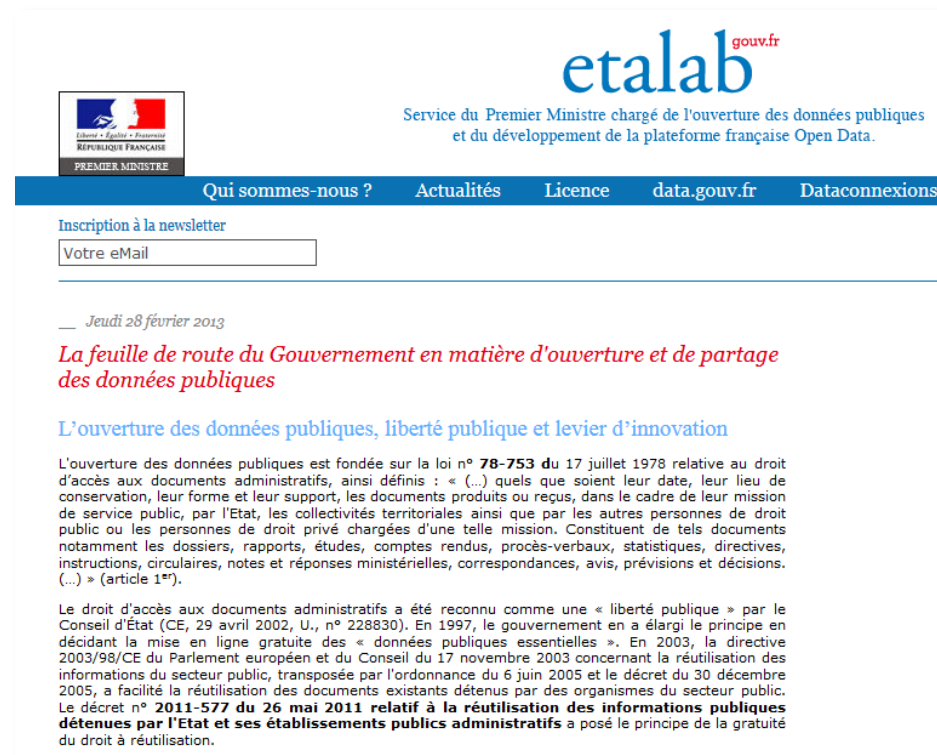 etalab gouv.fr
Service du Premier Ministre chargé de l'ouverture des données publiques
et du développement de la plateforme française Open Data.
Liberté • Égalité • Fraternité
RÉPUBLIQUE FRANÇAISE
PREMIER MINISTRE
Qui sommes-nous ? Actualités Licence data.gouv.fr Dataconnexions
Inscription à la newsletter
Votre eMail
__ Jeudi 28 février 2013
La feuille de route du Gouvernement en matière d'ouverture et de partage
des données publiques
L’ouverture des données publiques, liberté publique et levier d’innovation
L'ouverture des données publiques est fondée sur la loi n° 78-753 du 17 juillet 1978 relative au droit
d’accès aux documents administratifs, ainsi définis : « (…) quels que soient leur date, leur lieu de
conservation, leur forme et leur support, les documents produits ou reçus, dans le cadre de leur mission
de service public, par l'Etat, les collectivités territoriales ainsi que par les autres personnes de droit
public ou les personnes de droit privé chargées d'une telle mission. Constituent de tels documents
notamment les dossiers, rapports, études, comptes rendus, procès-verbaux, statistiques, directives,
instructions, circulaires, notes et réponses ministérielles, correspondances, avis, prévisions et décisions.
(…) » (article 1er).
Le droit d'accès aux documents administratifs a été reconnu comme une « liberté publique » par le
Conseil d'État (CE, 29 avril 2002, U., n° 228830). En 1997, le gouvernement en a élargi le principe en
décidant la mise en ligne gratuite des « données publiques essentielles ». En 2003, la directive
2003/98/CE du Parlement européen et du Conseil du 17 novembre 2003 concernant la réutilisation des
informations du secteur public, transposée par l'ordonnance du 6 juin 2005 et le décret du 30 décembre
2005, a facilité la réutilisation des documents existants détenus par des organismes du secteur public.
Le décret n° 2011-577 du 26 mai 2011 relatif à la réutilisation des informations publiques
détenues par l'Etat et ses établissements publics administratifs a posé le principe de la gratuité
du droit à réutilisation.